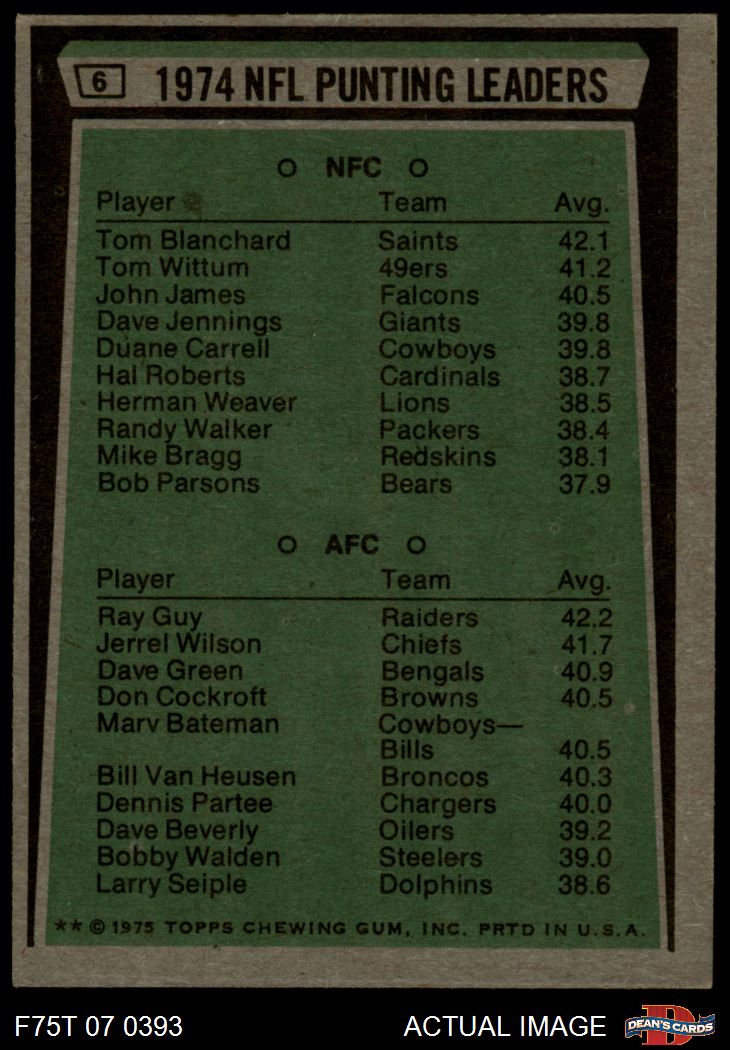 6 1974 NFL PUNTING LEADERS
O NFC O
Player Team Avg.
Tom Blanchard Saints 42.1
Tom Wittum 49ers 41.2
John James Falcons 40.5
Dave Jennings Giants 39.8
Duane Carrell Cowboys 39.8
Hal Roberts Cardinals 38.7
Herman Weaver Lions 38.5
Randy Walker Packers 38.4
Mike Bragg Redskins 38.1
Bob Parsons Bears 37.9
O AFC O
Player Team Avg.
Ray Guy Raiders 42.2
Jerrel Wilson Chiefs 41.7
Dave Green Bengals 40.9
Don Cockroft Browns 40.5
Marv Bateman Cowboys—
Bills 40.5
Bill Van Heusen Broncos 40.3
Dennis Partee Chargers 40.0
Dave Beverly Oilers 39.2
Bobby Walden Steelers 39.0
Larry Seiple Dolphins 38.6
** © 1975 TOPPS CHEWING GUM, INC. PRTD IN U.S.A.
F75T 07 0393 ACTUAL IMAGE D DEAN'S CARDS